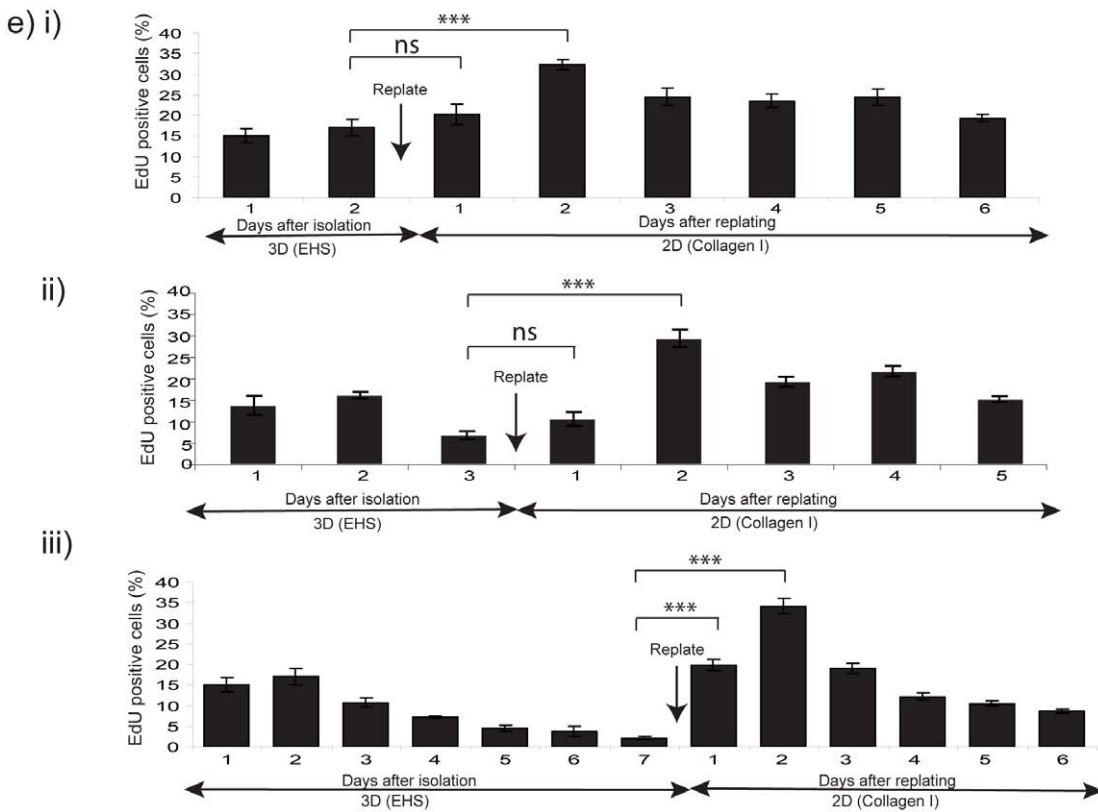 e) i)
EdU positive cells (%)
40
35
30
25
20
15
10
5
0
***
ns
Replate
1 2 1 2 3 4 5 6
Days after isolation Days after replating
3D (EHS) 2D (Collagen I)
ii)
EdU positive cells (%)
40
35
30
25
20
15
10
5
0
***
ns
Replate
1 2 3 1 2 3 4 5
Days after isolation Days after replating
3D (EHS) 2D (Collagen I)
iii)
EdU positive cells (%)
40
35
30
25
20
15
10
5
0
***
***
Replate
1 2 3 4 5 6 7 1 2 3 4 5 6
Days after isolation Days after replating
3D (EHS) 2D (Collagen I)